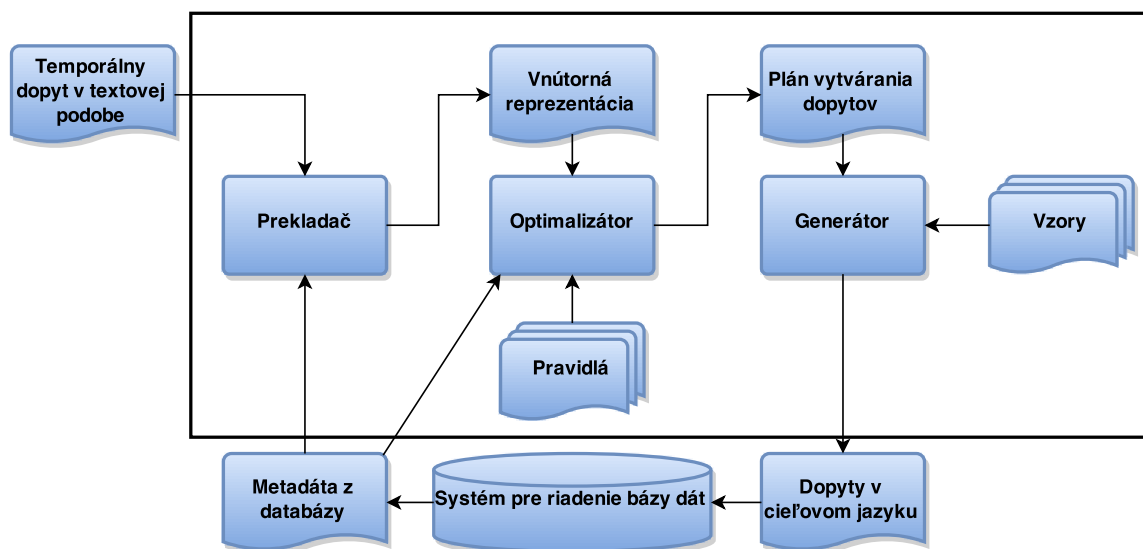 Temporálny
dopyt v textovej
podobe
Vnútorná
reprezentácia
Plán vytvárania
dopytov
Prekladač
Optimalizátor
Generátor
Vzory
Pravidlá
Metadáta z
databázy
Systém pre riadenie bázy dát
Dopyty v
cieľovom jazyku